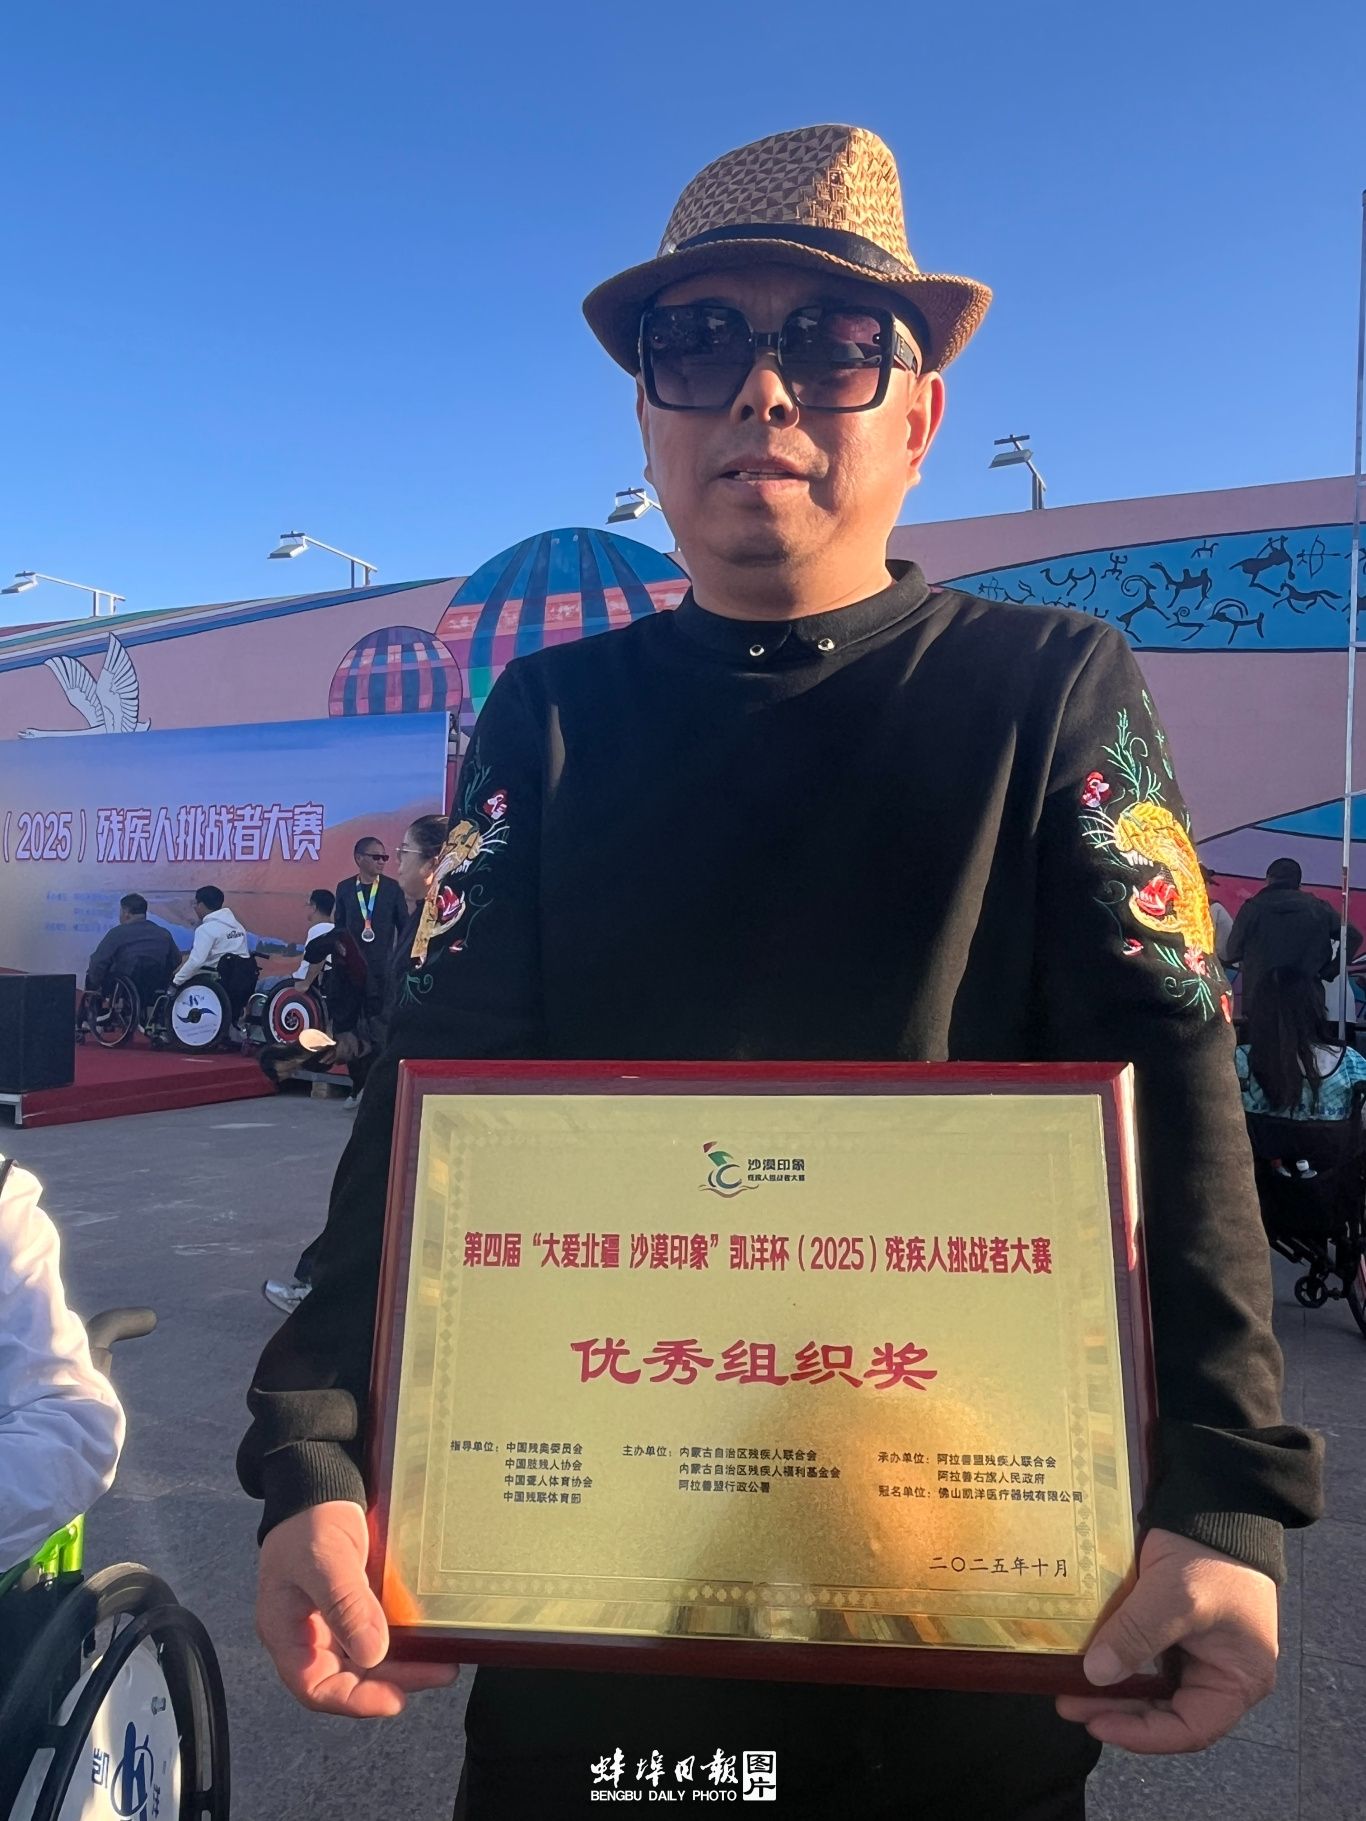 （2025）残疾人挑战者大赛
沙漠印象
残疾人挑战者大赛
第四届“大爱北疆 沙漠印象”凯洋杯（2025）残疾人挑战者大赛
优秀组织奖
指导单位：中国残奥委员会
中国肢残人协会
中国聋人体育协会
中国残联体育部
主办单位：内蒙古自治区残疾人联合会
内蒙古自治区残疾人福利基金会
阿拉善盟行政公署
承办单位：阿拉善盟残疾人联合会
阿拉善右旗人民政府
冠名单位：佛山凯洋医疗器械有限公司
二〇二五年十月
凯
洋
蚌埠日报图片
BENGBU DAILY PHOTO